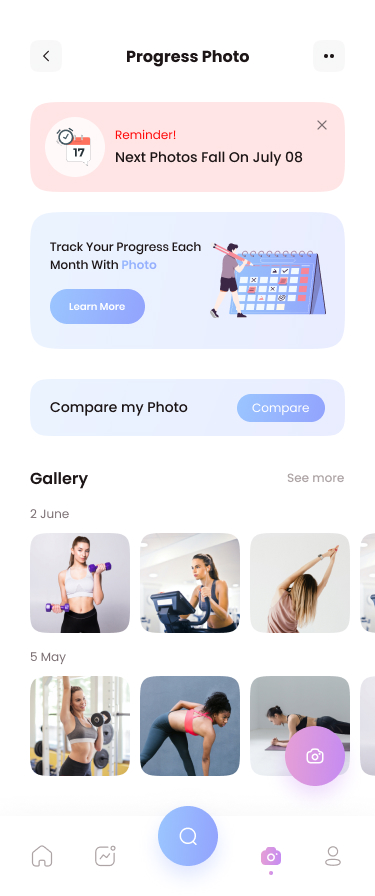 Progress Photo
Reminder!
17
Next Photos Fall On July 08
Track Your Progress Each
Month With Photo
Learn More
Compare my Photo
Compare
Gallery
See more
2 June
5 May